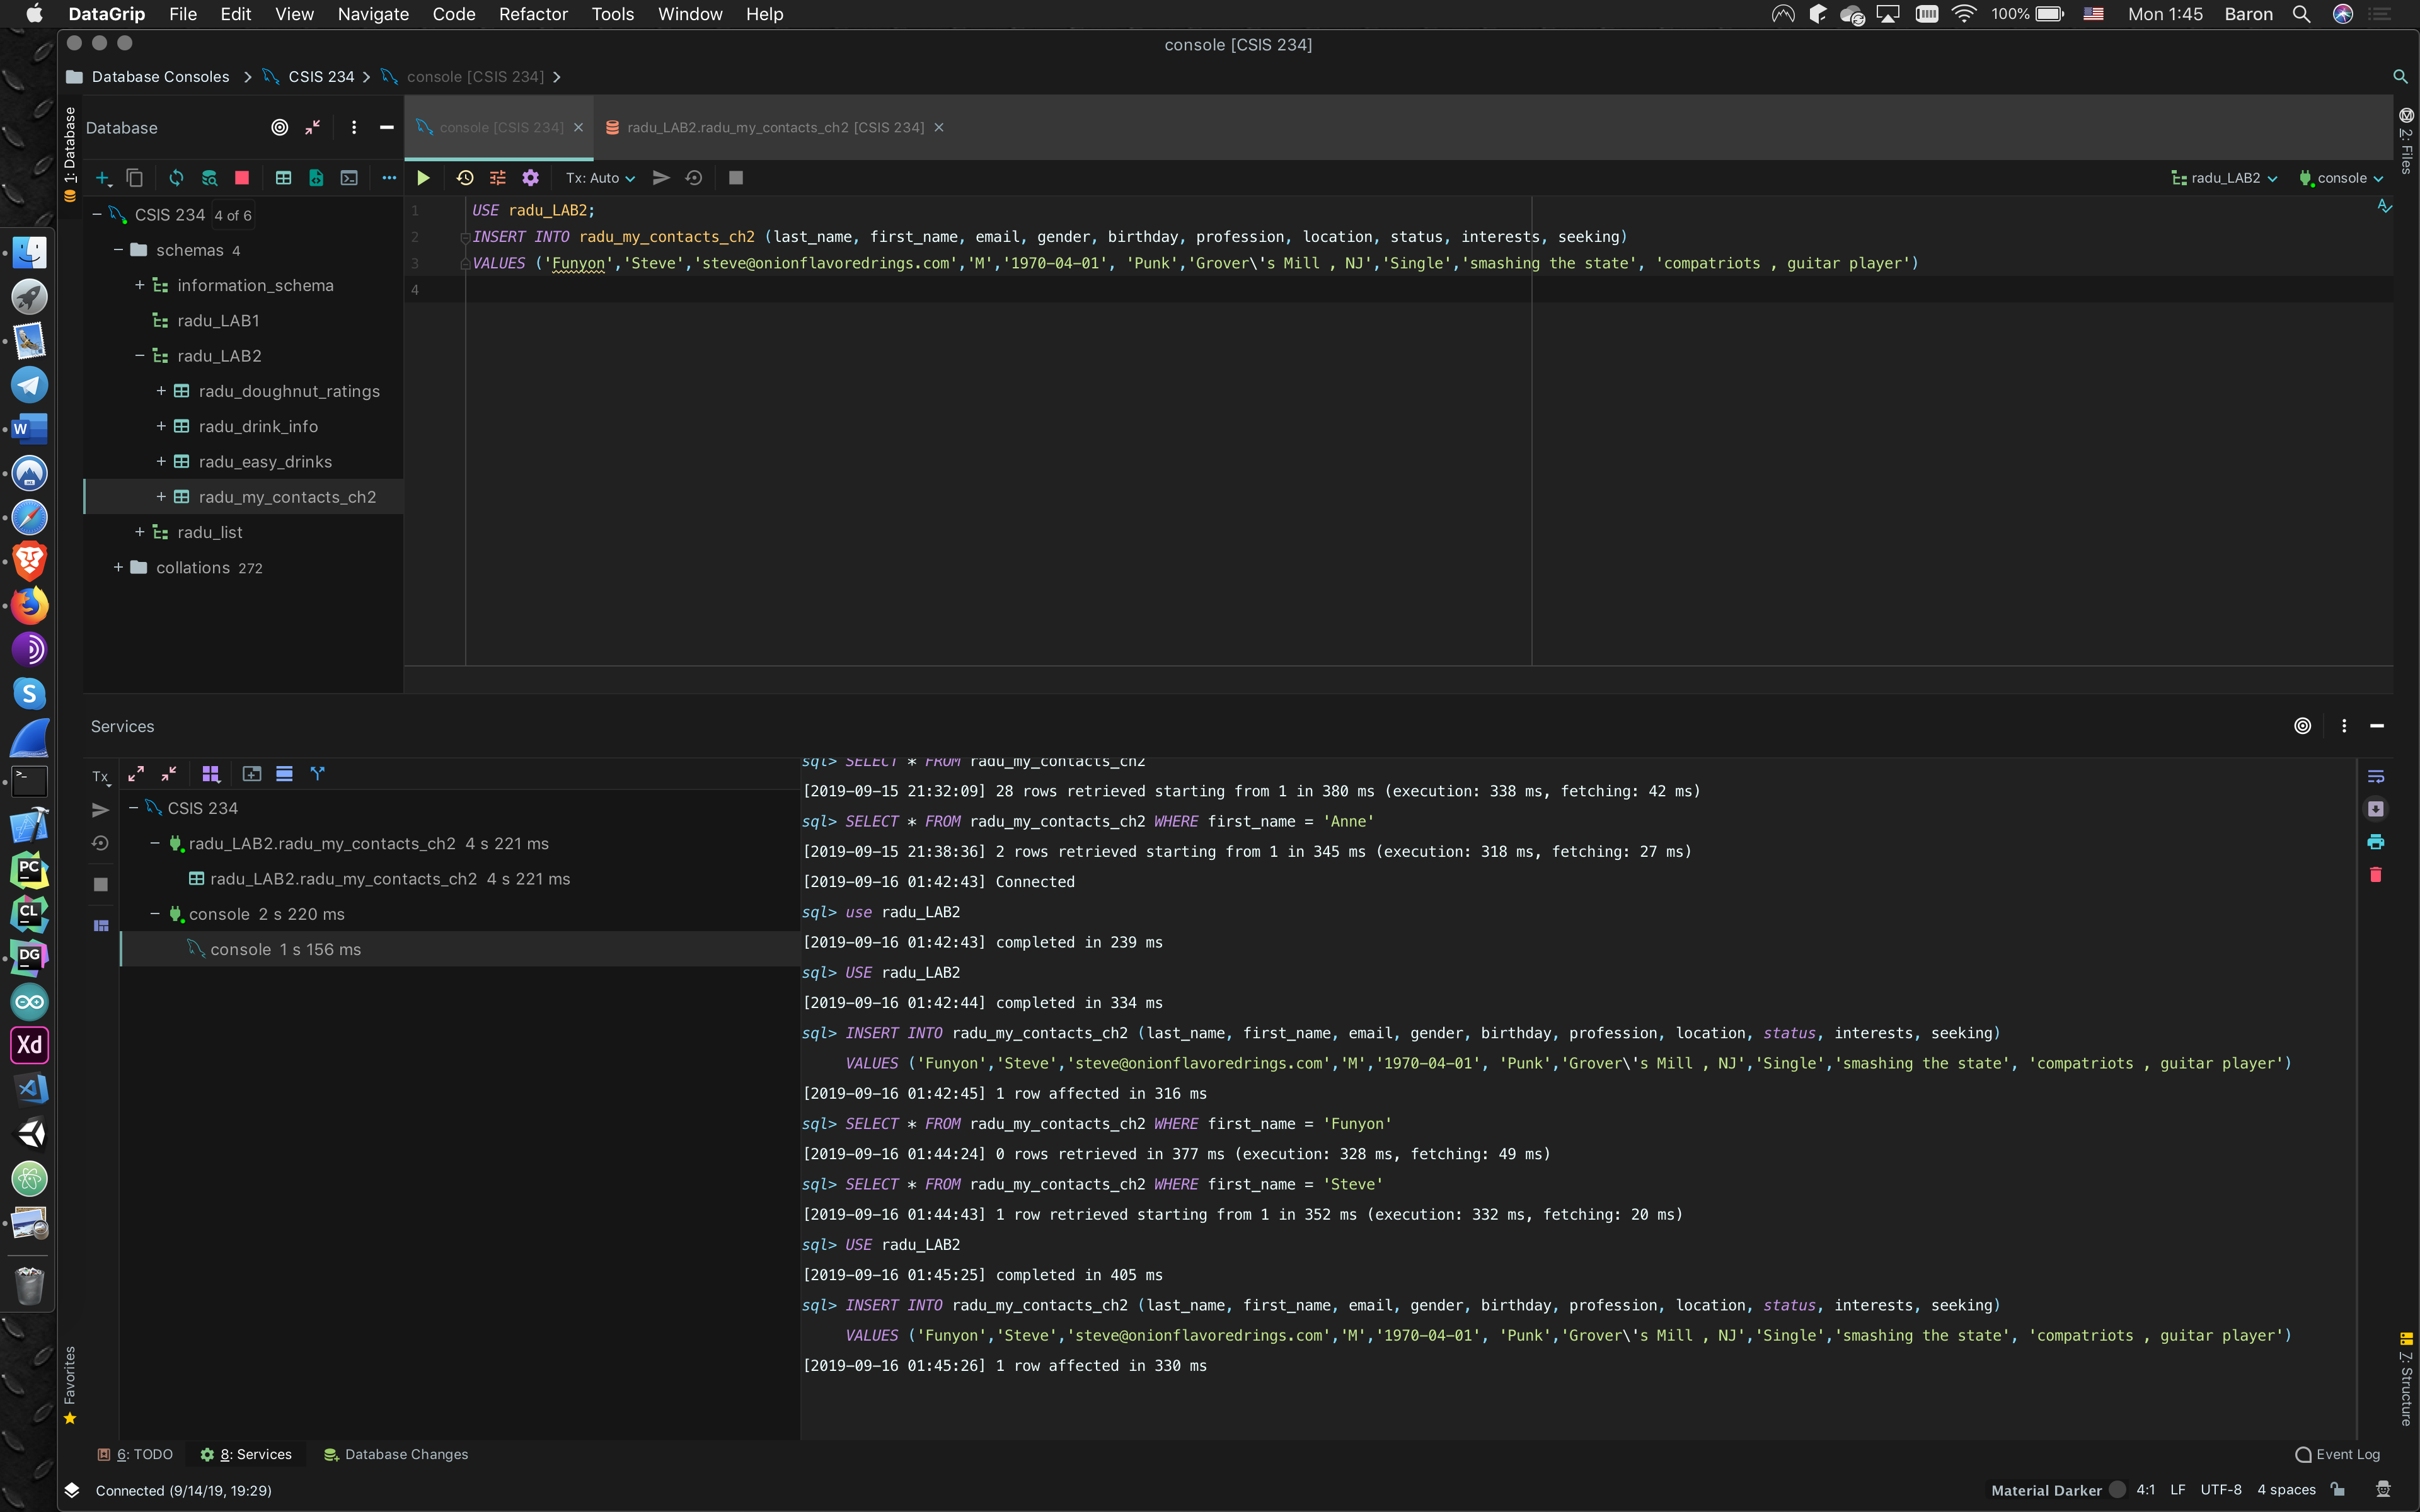 DataGrip File Edit View Navigate Code Refactor Tools Window Help 100% Mon 1:45 Baron
console [CSIS 234]
Database Consoles CSIS 234 console [CSIS 234]
1: Database
Database
console [CSIS 234]
radu_LAB2.radu_my_contacts_ch2 [CSIS 234]
2: Files
Tx: Auto
radu_LAB2
console
CSIS 234 4 of 6
schemas 4
information_schema
radu_LAB1
radu_LAB2
radu_doughnut_ratings
radu_drink_info
radu_easy_drinks
radu_my_contacts_ch2
radu_list
collations 272
1 USE radu_LAB2;
2 INSERT INTO radu_my_contacts_ch2 (last_name, first_name, email, gender, birthday, profession, location, status, interests, seeking)
3 VALUES ('Funyon','Steve','steve@onionflavoredrings.com','M','1970-04-01', 'Punk','Grover\'s Mill , NJ','Single','smashing the state', 'compatriots , guitar player')
4
Services
Tx
CSIS 234
radu_LAB2.radu_my_contacts_ch2 4 s 221 ms
radu_LAB2.radu_my_contacts_ch2 4 s 221 ms
console 2 s 220 ms
console 1 s 156 ms
sql> SELECT * FROM radu_my_contacts_ch2
[2019-09-15 21:32:09] 28 rows retrieved starting from 1 in 380 ms (execution: 338 ms, fetching: 42 ms)
sql> SELECT * FROM radu_my_contacts_ch2 WHERE first_name = 'Anne'
[2019-09-15 21:38:36] 2 rows retrieved starting from 1 in 345 ms (execution: 318 ms, fetching: 27 ms)
[2019-09-16 01:42:43] Connected
sql> use radu_LAB2
[2019-09-16 01:42:43] completed in 239 ms
sql> USE radu_LAB2
[2019-09-16 01:42:44] completed in 334 ms
sql> INSERT INTO radu_my_contacts_ch2 (last_name, first_name, email, gender, birthday, profession, location, status, interests, seeking)
VALUES ('Funyon','Steve','steve@onionflavoredrings.com','M','1970-04-01', 'Punk','Grover\'s Mill , NJ','Single','smashing the state', 'compatriots , guitar player')
[2019-09-16 01:42:45] 1 row affected in 316 ms
sql> SELECT * FROM radu_my_contacts_ch2 WHERE first_name = 'Funyon'
[2019-09-16 01:44:24] 0 rows retrieved in 377 ms (execution: 328 ms, fetching: 49 ms)
sql> SELECT * FROM radu_my_contacts_ch2 WHERE first_name = 'Steve'
[2019-09-16 01:44:43] 1 row retrieved starting from 1 in 352 ms (execution: 332 ms, fetching: 20 ms)
sql> USE radu_LAB2
[2019-09-16 01:45:25] completed in 405 ms
sql> INSERT INTO radu_my_contacts_ch2 (last_name, first_name, email, gender, birthday, profession, location, status, interests, seeking)
VALUES ('Funyon','Steve','steve@onionflavoredrings.com','M','1970-04-01', 'Punk','Grover\'s Mill , NJ','Single','smashing the state', 'compatriots , guitar player')
[2019-09-16 01:45:26] 1 row affected in 330 ms
W
S
PC
CL
DG
Xd
Favorites
7: Structure
6: TODO 8: Services Database Changes Event Log
Connected (9/14/19, 19:29) Material Darker 4:1 LF UTF-8 4 spaces